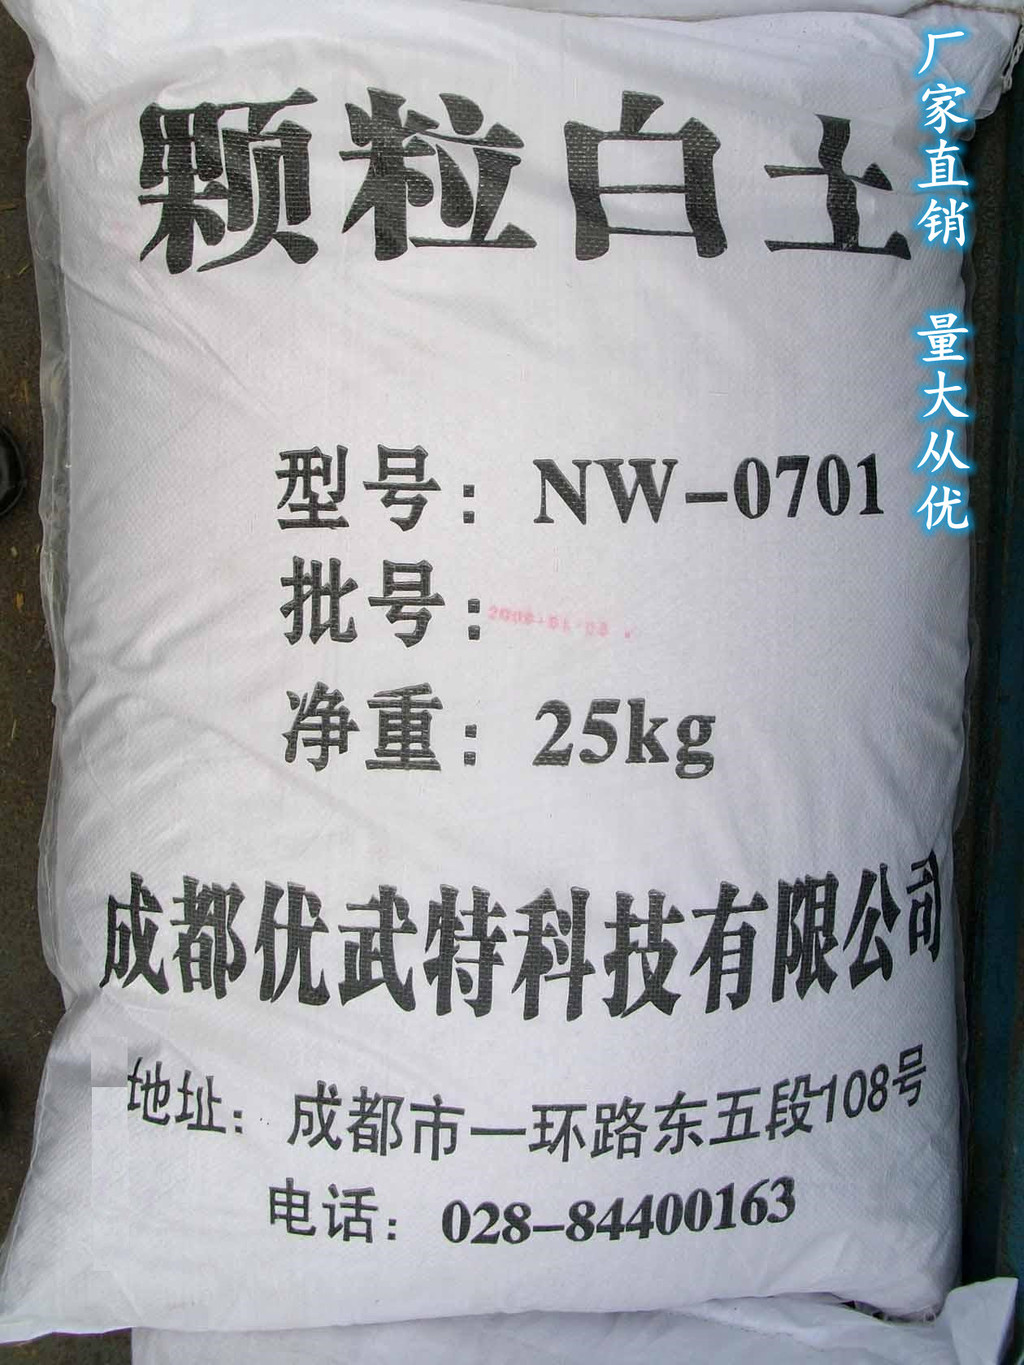 颗粒白土
型号：NW-0701
批号：
净重：25kg
成都优武特科技有限公司
地址：成都市一环路东五段108号
电话：028-84400163
厂家直销 量大从优